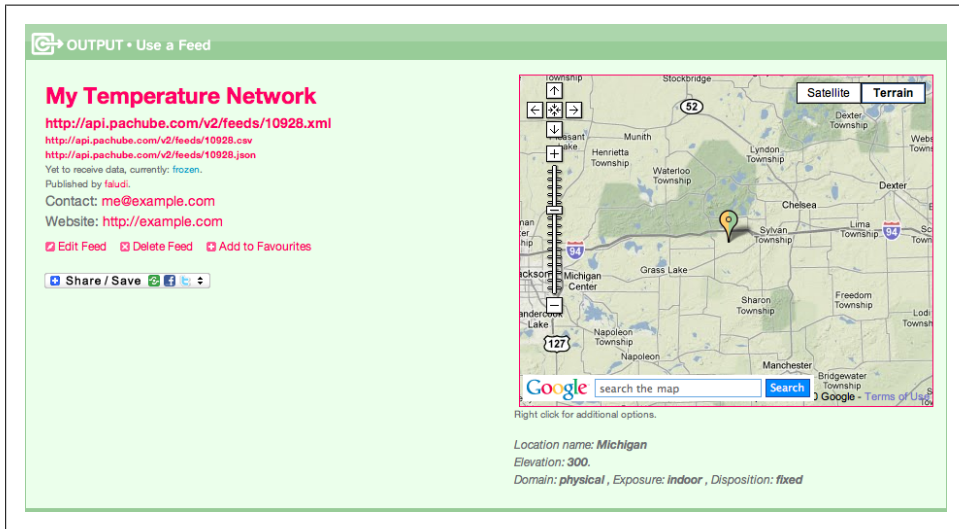 OUTPUT • Use a Feed
My Temperature Network
http://api.pachube.com/v2/feeds/10928.xml
http://api.pachube.com/v2/feeds/10928.csv
http://api.pachube.com/v2/feeds/10928.json
Yet to receive data, currently: frozen.
Published by faludi.
Contact: me@example.com
Website: http://example.com
Edit Feed Delete Feed Add to Favourites
Share / Save
Township
Stockbridge
Satellite Terrain
52
Dexter
Township
Munith
Henrietta
Township
Lyndon
Township
Waterloo
Township
Dexter
Chelsea
Sylvan
Township
Lima
Township
94
94
Michigan
Center
Grass Lake
Sharon
Township
Freedom
Township
Lake
127
Napoleon
Township
Napoleon
Manchester
Bridgewater
Township
Google search the map Search
Google - Terms of Use
Right click for additional options.
Location name: Michigan
Elevation: 300.
Domain: physical , Exposure: indoor , Disposition: fixed